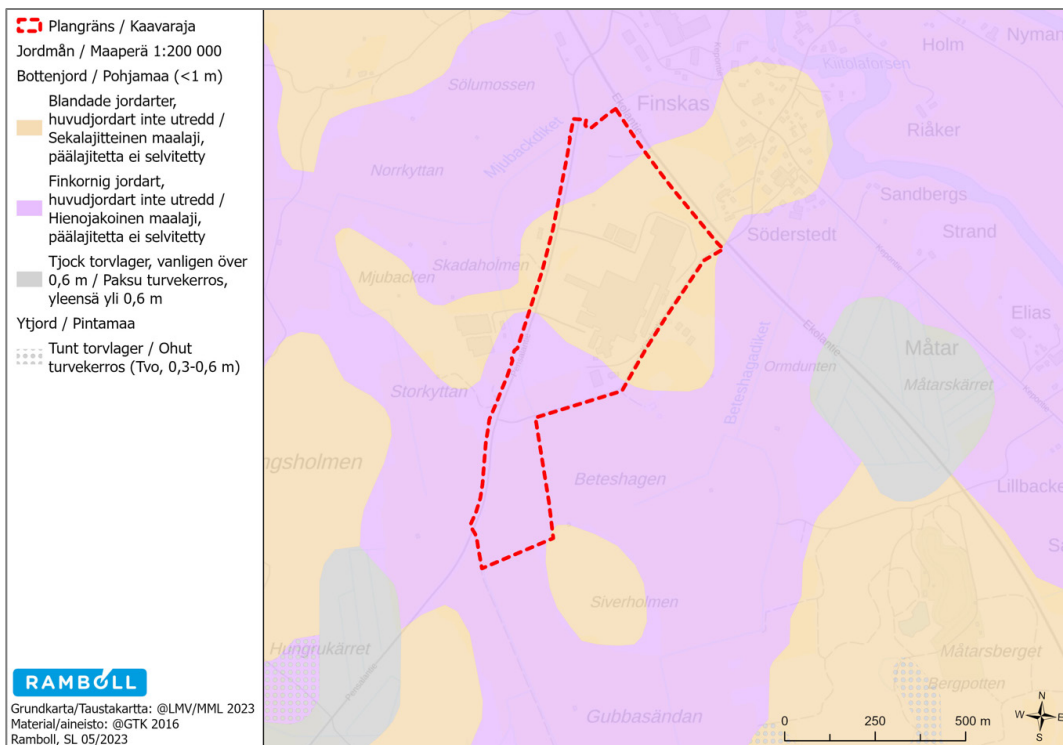 Plangräns / Kaavaraja
Jordmån / Maaperä 1:200 000
Bottenjord / Pohjamaa (<1 m)
Blandade jordarter,
huvudjordart inte utredd /
Sekalajitteinen maalaji,
päälajitetta ei selvitetty
Finkornig jordart,
huvudjordart inte utredd /
Hienojakoinen maalaji,
päälajitetta ei selvitetty
Tjock torvlager, vanligen över
0,6 m / Paksu turvekerros,
yleensä yli 0,6 m
Ytjord / Pintamaa
Tunt torvlager / Ohut
turvekerros (Tvo, 0,3-0,6 m)
RAMBOLL
Grundkarta/Taustakartta: @LMV/MML 2023
Material/aineisto: @GTK 2016
Ramboll, SL 05/2023
Holm
Nyman
Kiitolaforsen
Sölumossen
Finskas
Ekolantie
Mjubackdiket
Riåker
Norrkyttan
Sandbergs
Strand
Söderstedt
Skadaholmen
Mjubacken
Elias
Ekolantie
Måtar
Ormdunten
Beteshagadiket
Måtarskärret
Storkyttan
ngsholmen
Beteshagen
Lillbacke
Siverholmen
Hungrukärret
Måtarsberget
Bergpotten
Gubbasändan
N
W E
S
0 250 500 m